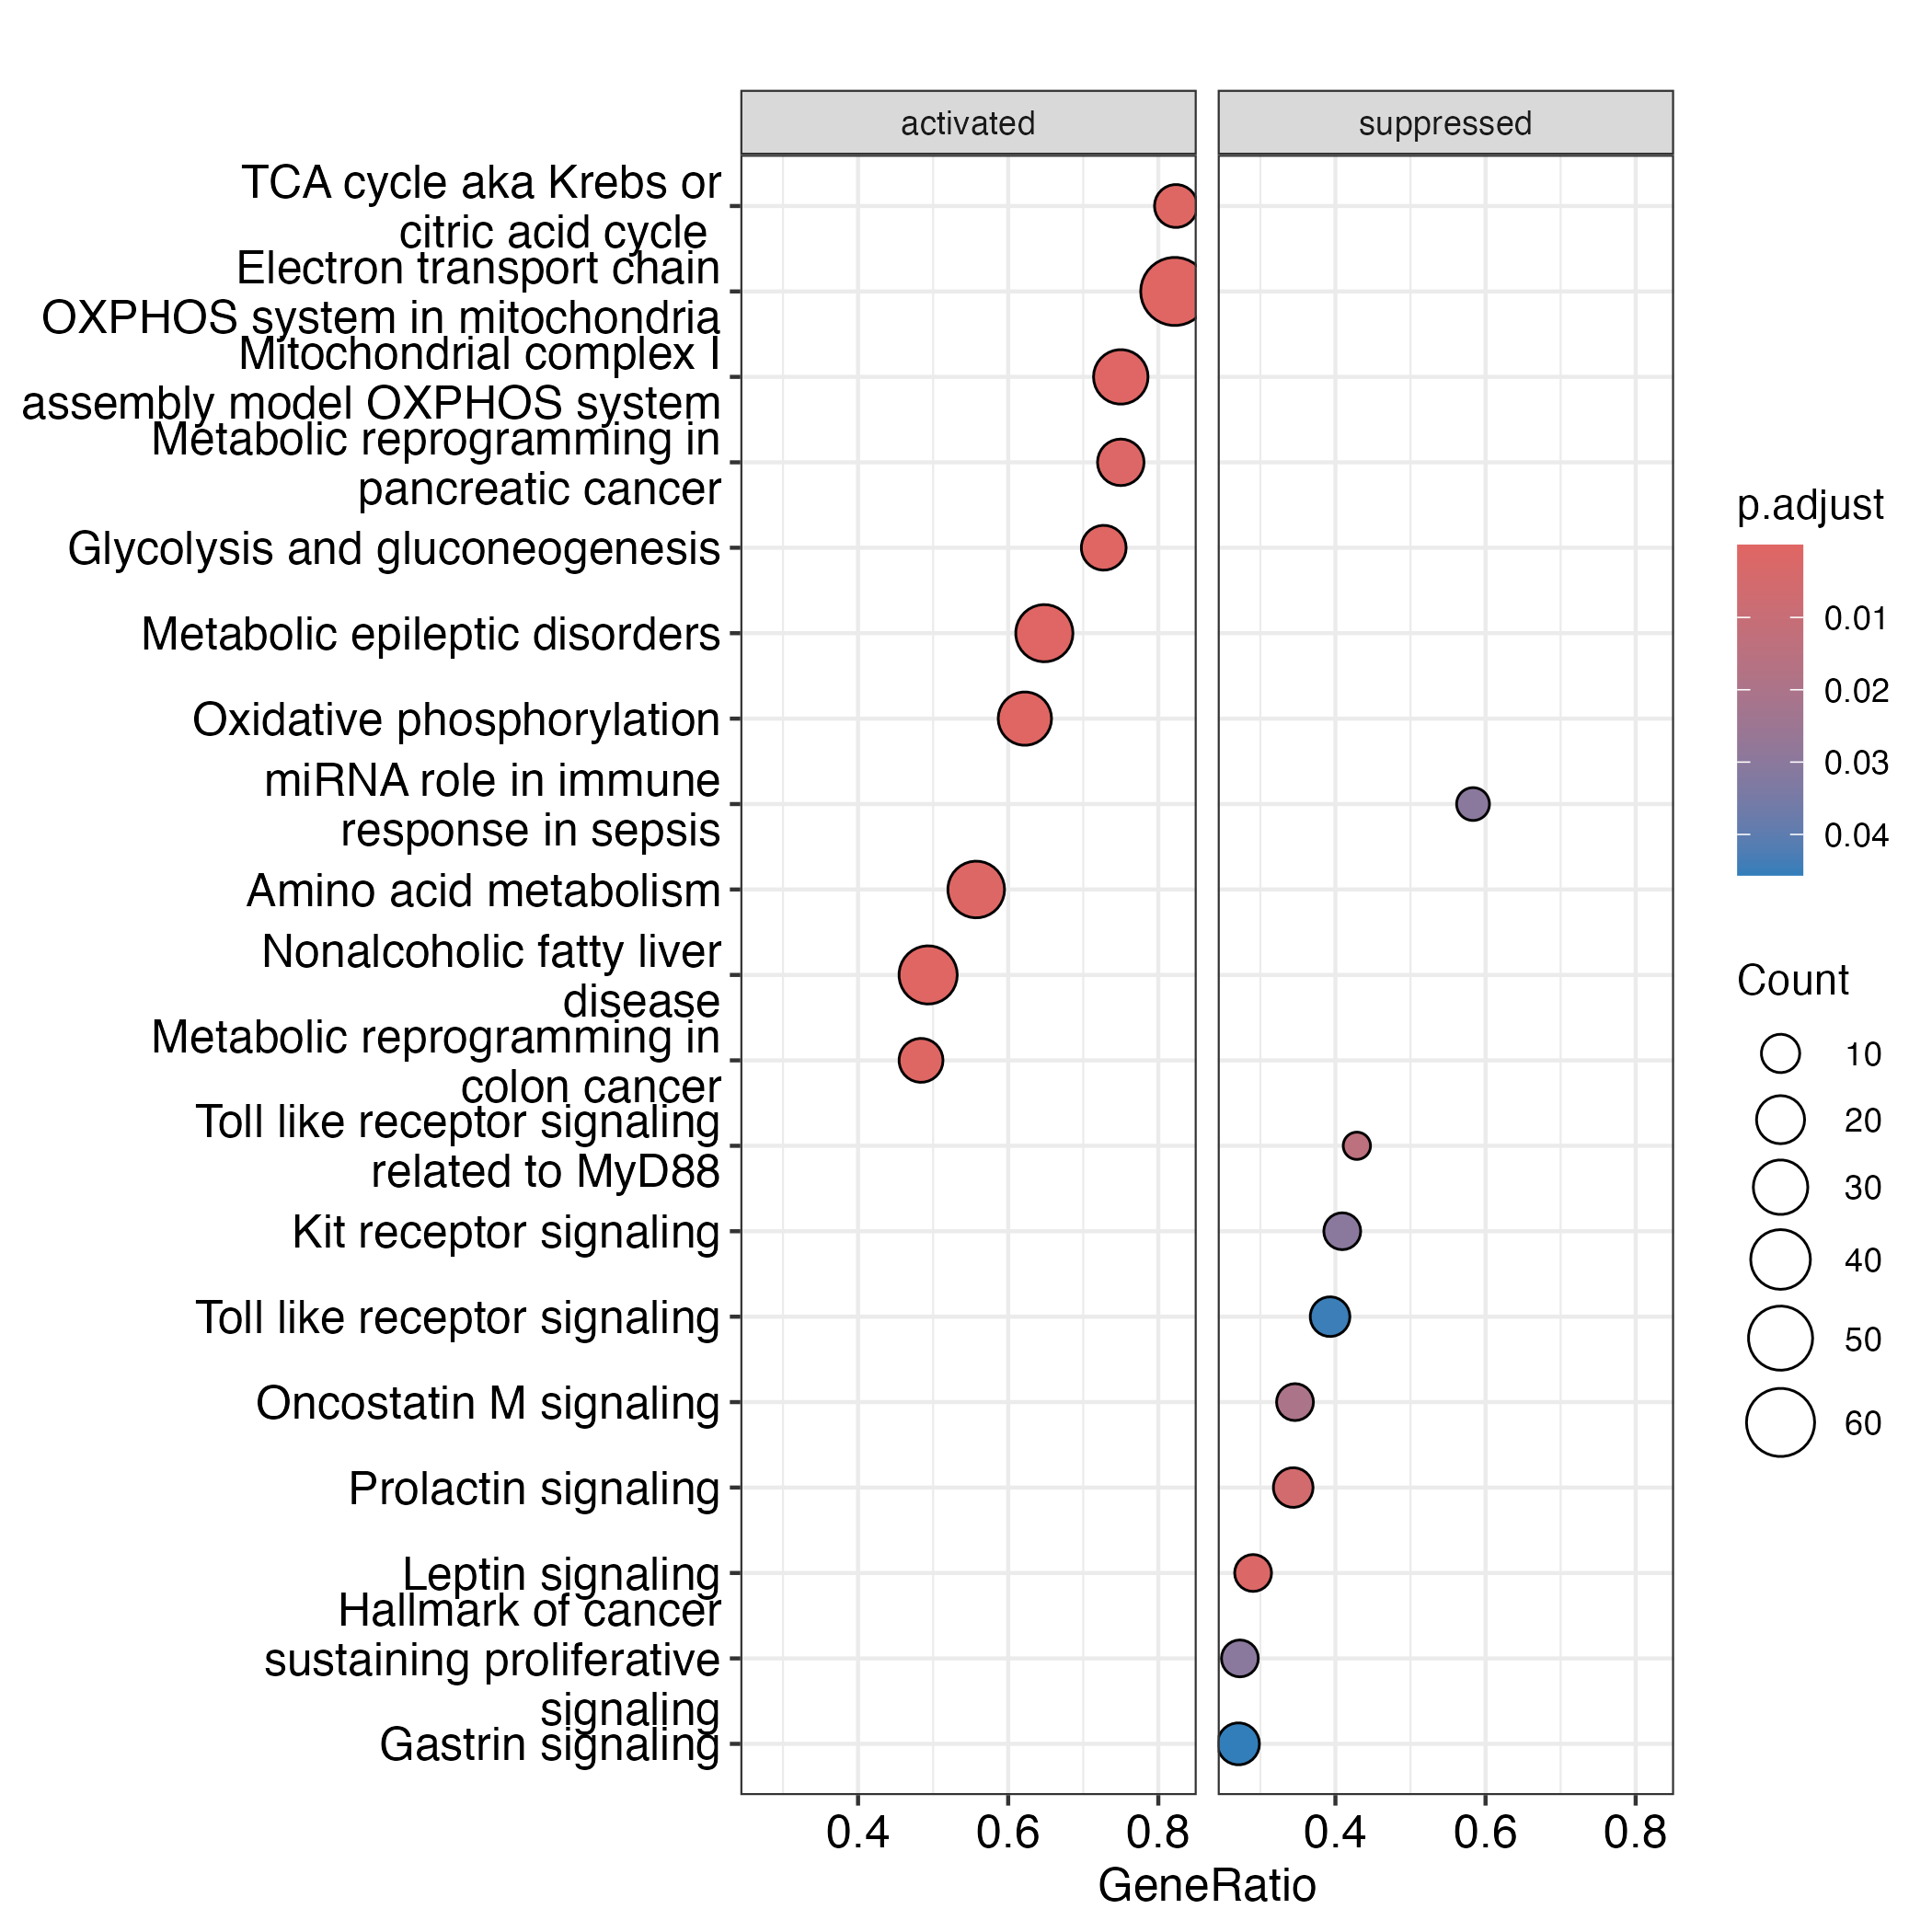 activated
suppressed
TCA cycle aka Krebs or
citric acid cycle
Electron transport chain
OXPHOS system in mitochondria
Mitochondrial complex I
assembly model OXPHOS system
Metabolic reprogramming in
pancreatic cancer
Glycolysis and gluconeogenesis
Metabolic epileptic disorders
Oxidative phosphorylation
miRNA role in immune
response in sepsis
Amino acid metabolism
Nonalcoholic fatty liver
disease
Metabolic reprogramming in
colon cancer
Toll like receptor signaling
related to MyD88
Kit receptor signaling
Toll like receptor signaling
Oncostatin M signaling
Prolactin signaling
Leptin signaling
Hallmark of cancer
sustaining proliferative
signaling
Gastrin signaling
0.4 0.6 0.8
0.4 0.6 0.8
GeneRatio
p.adjust
0.01
0.02
0.03
0.04
Count
10
20
30
40
50
60